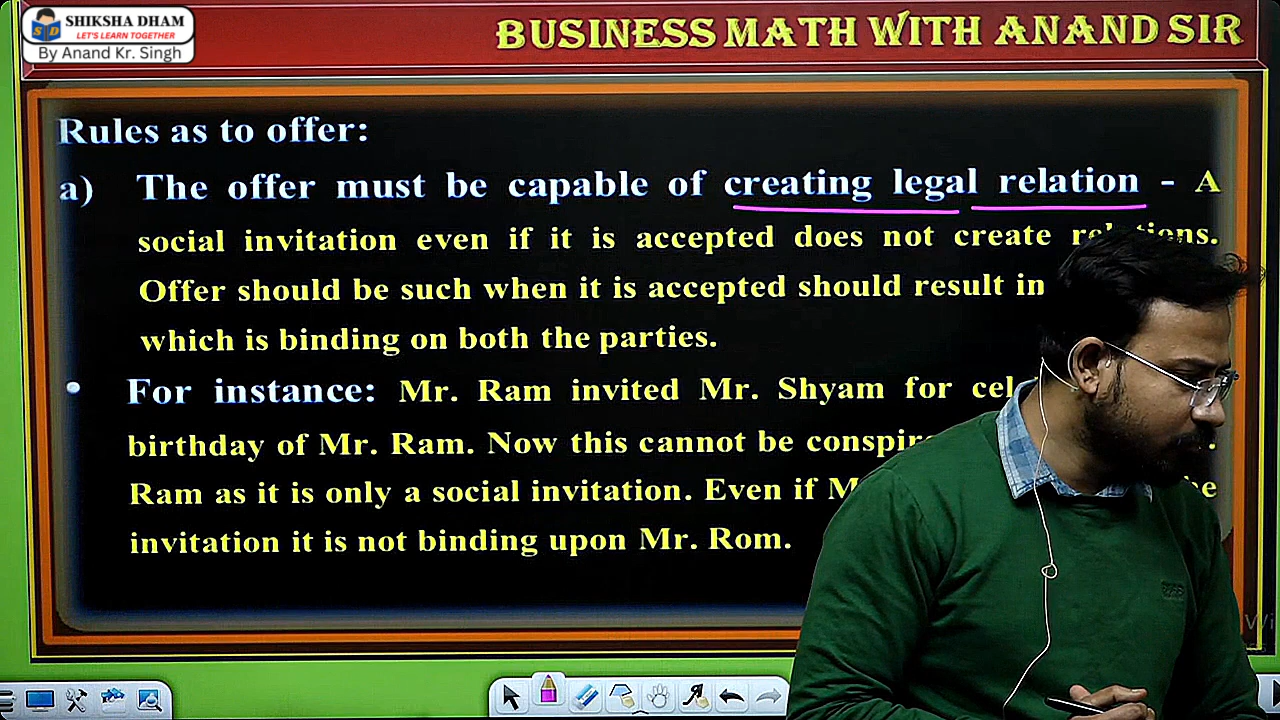 SHIKSHA DHAM
LET'S LEARN TOGETHER
By Anand Kr. Singh
BUSINESS MATH WITH ANAND SIR
Rules as to offer:
a) The offer must be capable of creating legal relation - A
social invitation even if it is accepted does not create relations.
Offer should be such when it is accepted should result in
which is binding on both the parties.
• For instance: Mr. Ram invited Mr. Shyam for
birthday of Mr. Ram. Now this cannot be
Ram as it is only a social invitation. Even if
invitation it is not binding upon Mr. Rom.